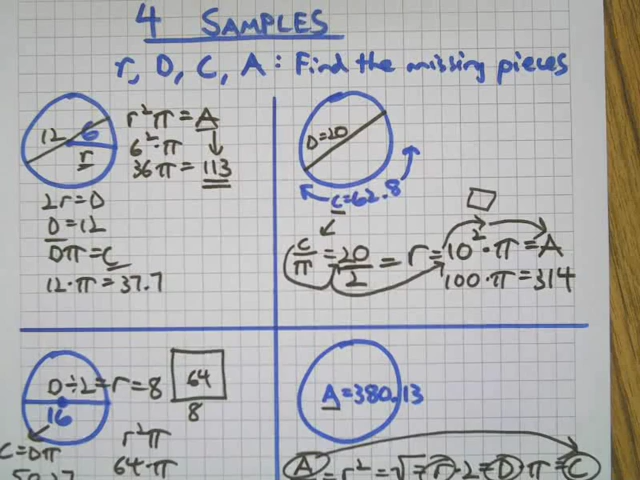 4 SAMPLES
r, D, C, A: Find the missing pieces
12 6
r
r²π = A
6²·π
36π = 113
2r = D
D = 12
Dπ = C
12·π = 37.7
D=20
C=62.8
C/π = 20/2 = r = 10²·π = A
100·π = 314
D÷2 = r = 8
16
64
8
C = Dπ
r²π
64·π
A = 380.13
A = r² = √ = r·2 = D π = C